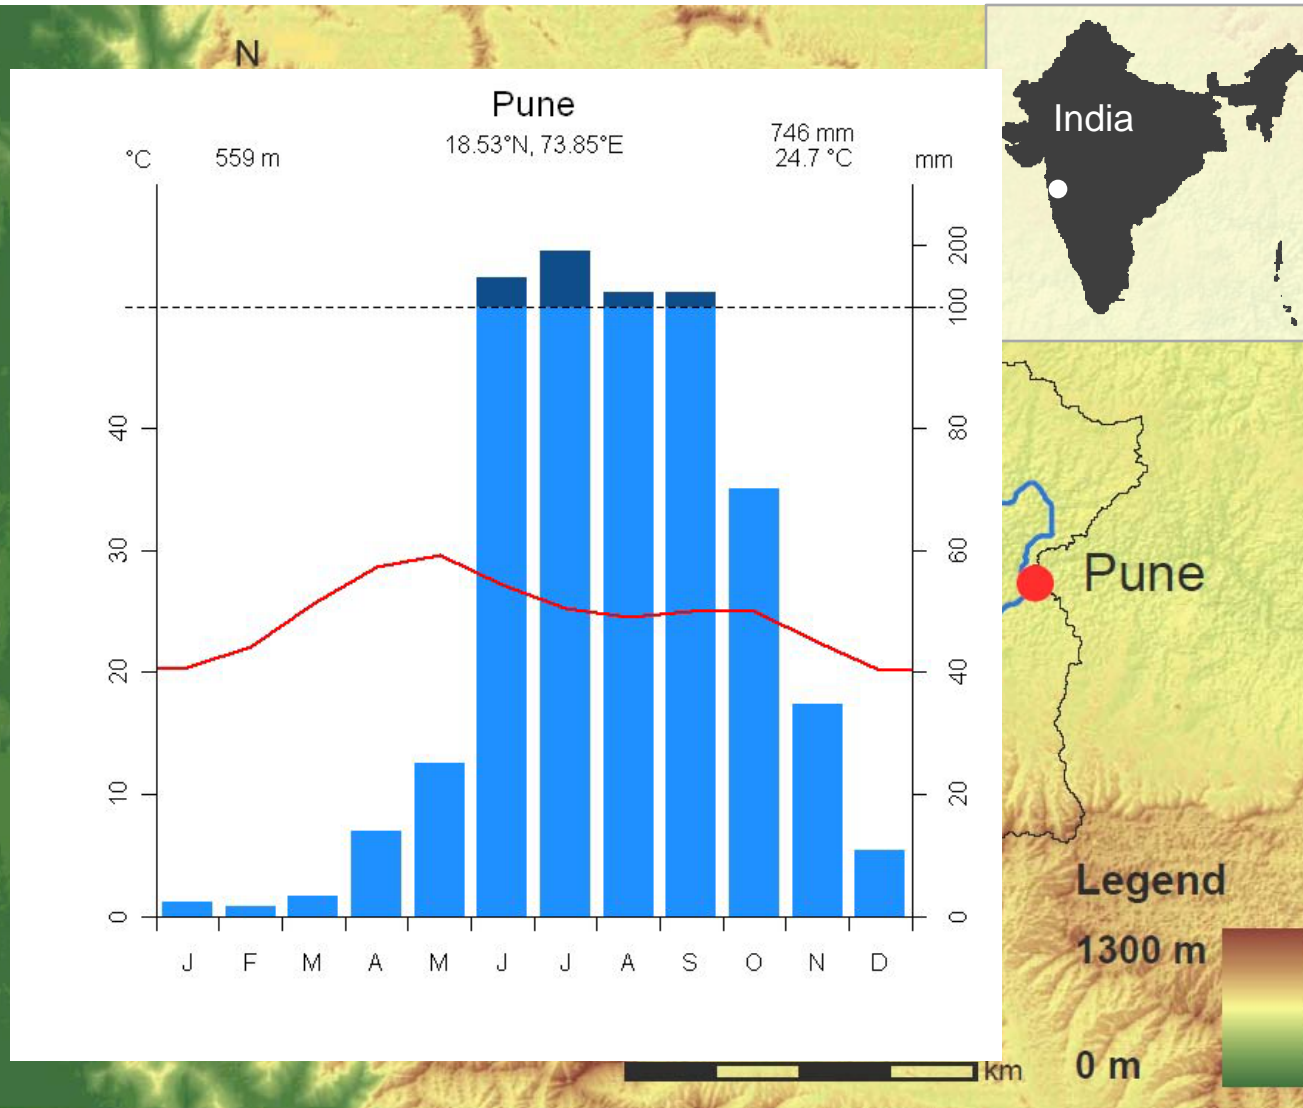 N
Pune
18.53°N, 73.85°E
°C
559 m
746 mm
24.7 °C
mm
0
10
20
30
40
0
20
40
60
80
100
200
J F M A M J J A S O N D
India
Pune
Legend
1300 m
0 m
km